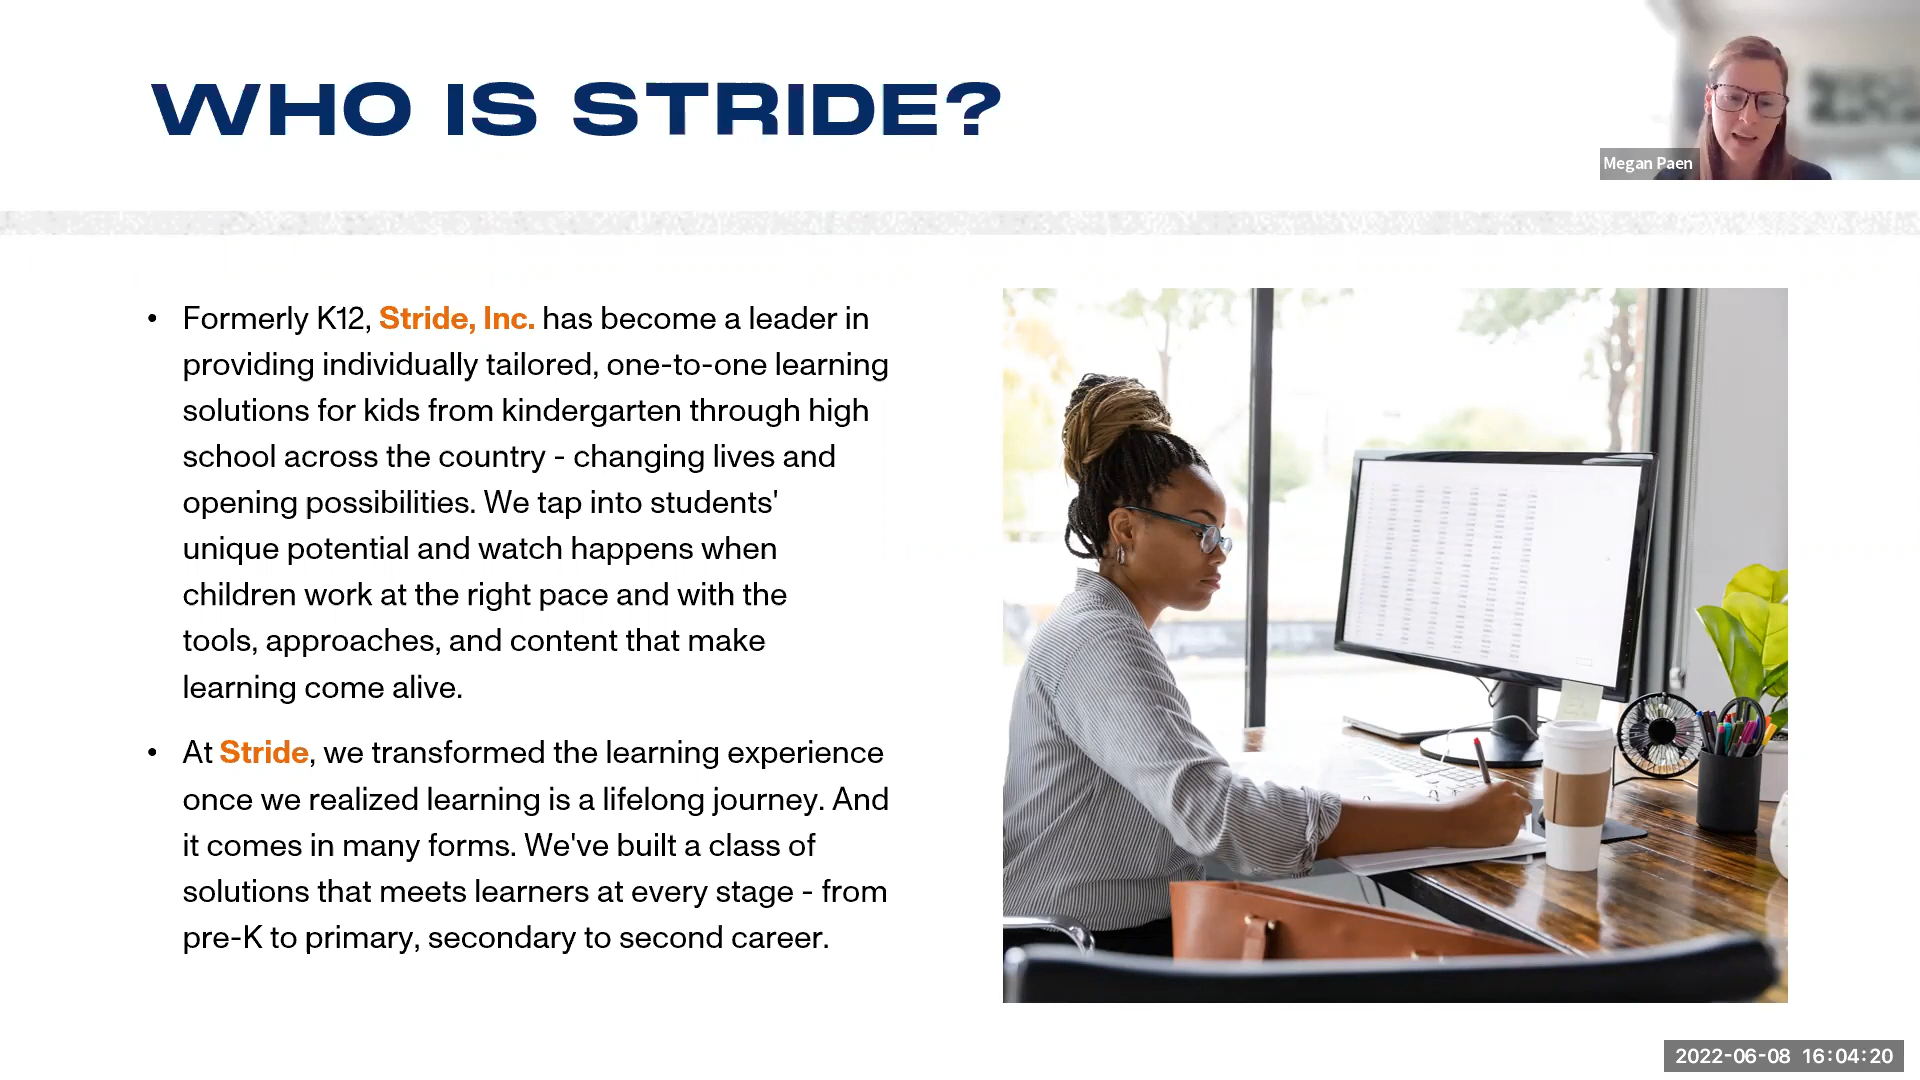 WHO IS STRIDE?
Megan Paen
• Formerly K12, Stride, Inc. has become a leader in
providing individually tailored, one-to-one learning
solutions for kids from kindergarten through high
school across the country - changing lives and
opening possibilities. We tap into students'
unique potential and watch happens when
children work at the right pace and with the
tools, approaches, and content that make
learning come alive.
• At Stride, we transformed the learning experience
once we realized learning is a lifelong journey. And
it comes in many forms. We've built a class of
solutions that meets learners at every stage - from
pre-K to primary, secondary to second career.
2022-06-08 16:04:20